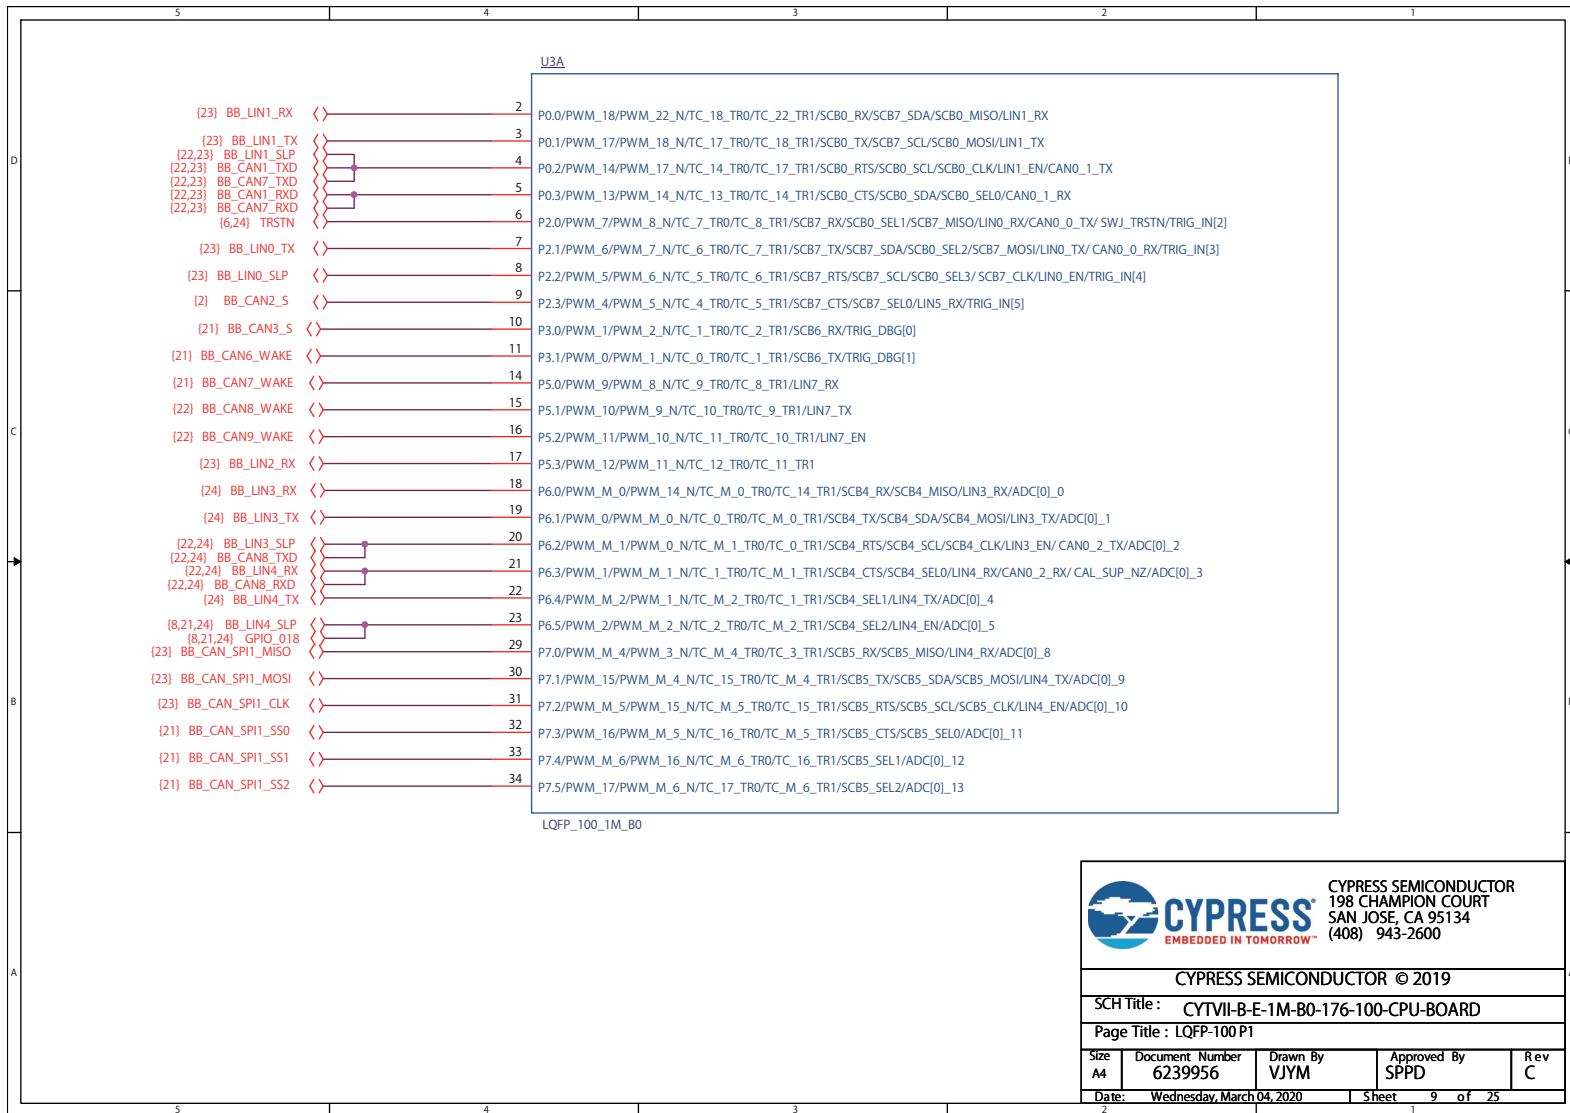 5 4 3 2 1
U3A
{23} BB_LIN1_RX 2 P0.0/PWM_18/PWM_22_N/TC_18_TR0/TC_22_TR1/SCB0_RX/SCB7_SDA/SCB0_MISO/LIN1_RX
{23} BB_LIN1_TX 3 P0.1/PWM_17/PWM_18_N/TC_17_TR0/TC_18_TR1/SCB0_TX/SCB7_SCL/SCB0_MOSI/LIN1_TX
{22,23} BB_LIN1_SLP
D
{22,23} BB_CAN1_TXD 4 P0.2/PWM_14/PWM_17_N/TC_14_TR0/TC_17_TR1/SCB0_RTS/SCB0_SCL/SCB0_CLK/LIN1_EN/CAN0_1_TX
{22,23} BB_CAN7_TXD
{22,23} BB_CAN1_RXD 5 P0.3/PWM_13/PWM_14_N/TC_13_TR0/TC_14_TR1/SCB0_CTS/SCB0_SDA/SCB0_SEL0/CAN0_1_RX
{22,23} BB_CAN7_RXD
{6,24} TRSTN 6 P2.0/PWM_7/PWM_8_N/TC_7_TR0/TC_8_TR1/SCB7_RX/SCB0_SEL1/SCB7_MISO/LIN0_RX/CAN0_0_TX/ SWJ_TRSTN/TRIG_IN[2]
{23} BB_LIN0_TX 7 P2.1/PWM_6/PWM_7_N/TC_6_TR0/TC_7_TR1/SCB7_TX/SCB7_SDA/SCB0_SEL2/SCB7_MOSI/LIN0_TX/ CAN0_0_RX/TRIG_IN[3]
{23} BB_LIN0_SLP 8 P2.2/PWM_5/PWM_6_N/TC_5_TR0/TC_6_TR1/SCB7_RTS/SCB7_SCL/SCB0_SEL3/ SCB7_CLK/LIN0_EN/TRIG_IN[4]
{2} BB_CAN2_S 9 P2.3/PWM_4/PWM_5_N/TC_4_TR0/TC_5_TR1/SCB7_CTS/SCB7_SEL0/LIN5_RX/TRIG_IN[5]
{21} BB_CAN3_S 10 P3.0/PWM_1/PWM_2_N/TC_1_TR0/TC_2_TR1/SCB6_RX/TRIG_DBG[0]
{21} BB_CAN6_WAKE 11 P3.1/PWM_0/PWM_1_N/TC_0_TR0/TC_1_TR1/SCB6_TX/TRIG_DBG[1]
{21} BB_CAN7_WAKE 14 P5.0/PWM_9/PWM_8_N/TC_9_TR0/TC_8_TR1/LIN7_RX
{22} BB_CAN8_WAKE 15 P5.1/PWM_10/PWM_9_N/TC_10_TR0/TC_9_TR1/LIN7_TX
C
{22} BB_CAN9_WAKE 16 P5.2/PWM_11/PWM_10_N/TC_11_TR0/TC_10_TR1/LIN7_EN
{23} BB_LIN2_RX 17 P5.3/PWM_12/PWM_11_N/TC_12_TR0/TC_11_TR1
{24} BB_LIN3_RX 18 P6.0/PWM_M_0/PWM_14_N/TC_M_0_TR0/TC_14_TR1/SCB4_RX/SCB4_MISO/LIN3_RX/ADC[0]_0
{24} BB_LIN3_TX 19 P6.1/PWM_0/PWM_M_0_N/TC_0_TR0/TC_M_0_TR1/SCB4_TX/SCB4_SDA/SCB4_MOSI/LIN3_TX/ADC[0]_1
{22,24} BB_LIN3_SLP 20 P6.2/PWM_M_1/PWM_0_N/TC_M_1_TR0/TC_0_TR1/SCB4_RTS/SCB4_SCL/SCB4_CLK/LIN3_EN/ CAN0_2_TX/ADC[0]_2
{22,24} BB_CAN8_TXD
{22,24} BB_LIN4_RX 21 P6.3/PWM_1/PWM_M_1_N/TC_1_TR0/TC_M_1_TR1/SCB4_CTS/SCB4_SEL0/LIN4_RX/CAN0_2_RX/ CAL_SUP_NZ/ADC[0]_3
{22,24} BB_CAN8_RXD
{24} BB_LIN4_TX 22 P6.4/PWM_M_2/PWM_1_N/TC_M_2_TR0/TC_1_TR1/SCB4_SEL1/LIN4_TX/ADC[0]_4
{8,21,24} BB_LIN4_SLP 23 P6.5/PWM_2/PWM_M_2_N/TC_2_TR0/TC_M_2_TR1/SCB4_SEL2/LIN4_EN/ADC[0]_5
{8,21,24} GPIO_018
{23} BB_CAN_SPI1_MISO 29 P7.0/PWM_M_4/PWM_3_N/TC_M_4_TR0/TC_3_TR1/SCB5_RX/SCB5_MISO/LIN4_RX/ADC[0]_8
{23} BB_CAN_SPI1_MOSI 30 P7.1/PWM_15/PWM_M_4_N/TC_15_TR0/TC_M_4_TR1/SCB5_TX/SCB5_SDA/SCB5_MOSI/LIN4_TX/ADC[0]_9
B
{23} BB_CAN_SPI1_CLK 31 P7.2/PWM_M_5/PWM_15_N/TC_M_5_TR0/TC_15_TR1/SCB5_RTS/SCB5_SCL/SCB5_CLK/LIN4_EN/ADC[0]_10
{21} BB_CAN_SPI1_SS0 32 P7.3/PWM_16/PWM_M_5_N/TC_16_TR0/TC_M_5_TR1/SCB5_CTS/SCB5_SEL0/ADC[0]_11
{21} BB_CAN_SPI1_SS1 33 P7.4/PWM_M_6/PWM_16_N/TC_M_6_TR0/TC_16_TR1/SCB5_SEL1/ADC[0]_12
{21} BB_CAN_SPI1_SS2 34 P7.5/PWM_17/PWM_M_6_N/TC_17_TR0/TC_M_6_TR1/SCB5_SEL2/ADC[0]_13
LQFP_100_1M_B0
A
CYPRESS
EMBEDDED IN TOMORROW™
CYPRESS SEMICONDUCTOR
198 CHAMPION COURT
SAN JOSE, CA 95134
(408) 943-2600
CYPRESS SEMICONDUCTOR © 2019
SCH Title : CYTVII-B-E-1M-B0-176-100-CPU-BOARD
Page Title : LQFP-100 P1
Size Document Number Drawn By Approved By Rev
A4 6239956 VJYM SPPD C
Date: Wednesday, March 04, 2020 Sheet 9 of 25
5 4 3 2 1